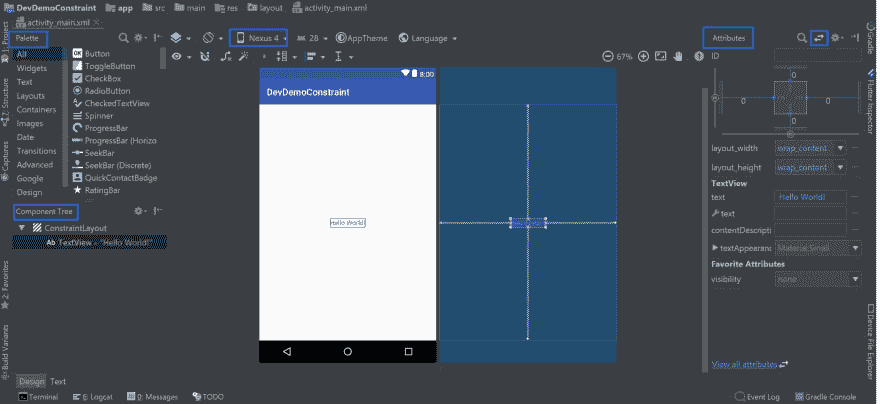 DevDemoConstraint app src main res layout activity_main.xml
activity_main.xml
Palette
All
Widgets
Text
Layouts
Containers
Images
Date
Transitions
Advanced
Google
Design
OK Button
ToggleButton
CheckBox
RadioButton
CheckedTextView
Spinner
ProgressBar
ProgressBar (Horizo
SeekBar
SeekBar (Discrete)
QuickContactBadge
RatingBar
Component Tree
ConstraintLayout
Ab TextView - "Hello World!"
Nexus 4 28 AppTheme Language
67%
8:00
DevDemoConstraint
Hello World!
Attributes
ID
0
0 0
0
layout_width wrap_content
layout_height wrap_content
TextView
text Hello World!
text
contentDescripti
textAppearanc Material.Small
Favorite Attributes
visibility none
View all attributes
1: Project
7: Structure
Captures
2: Favorites
Build Variants
Gradle
Flutter Inspector
Device File Explorer
Design Text
Terminal 6: Logcat 0: Messages TODO Event Log Gradle Console